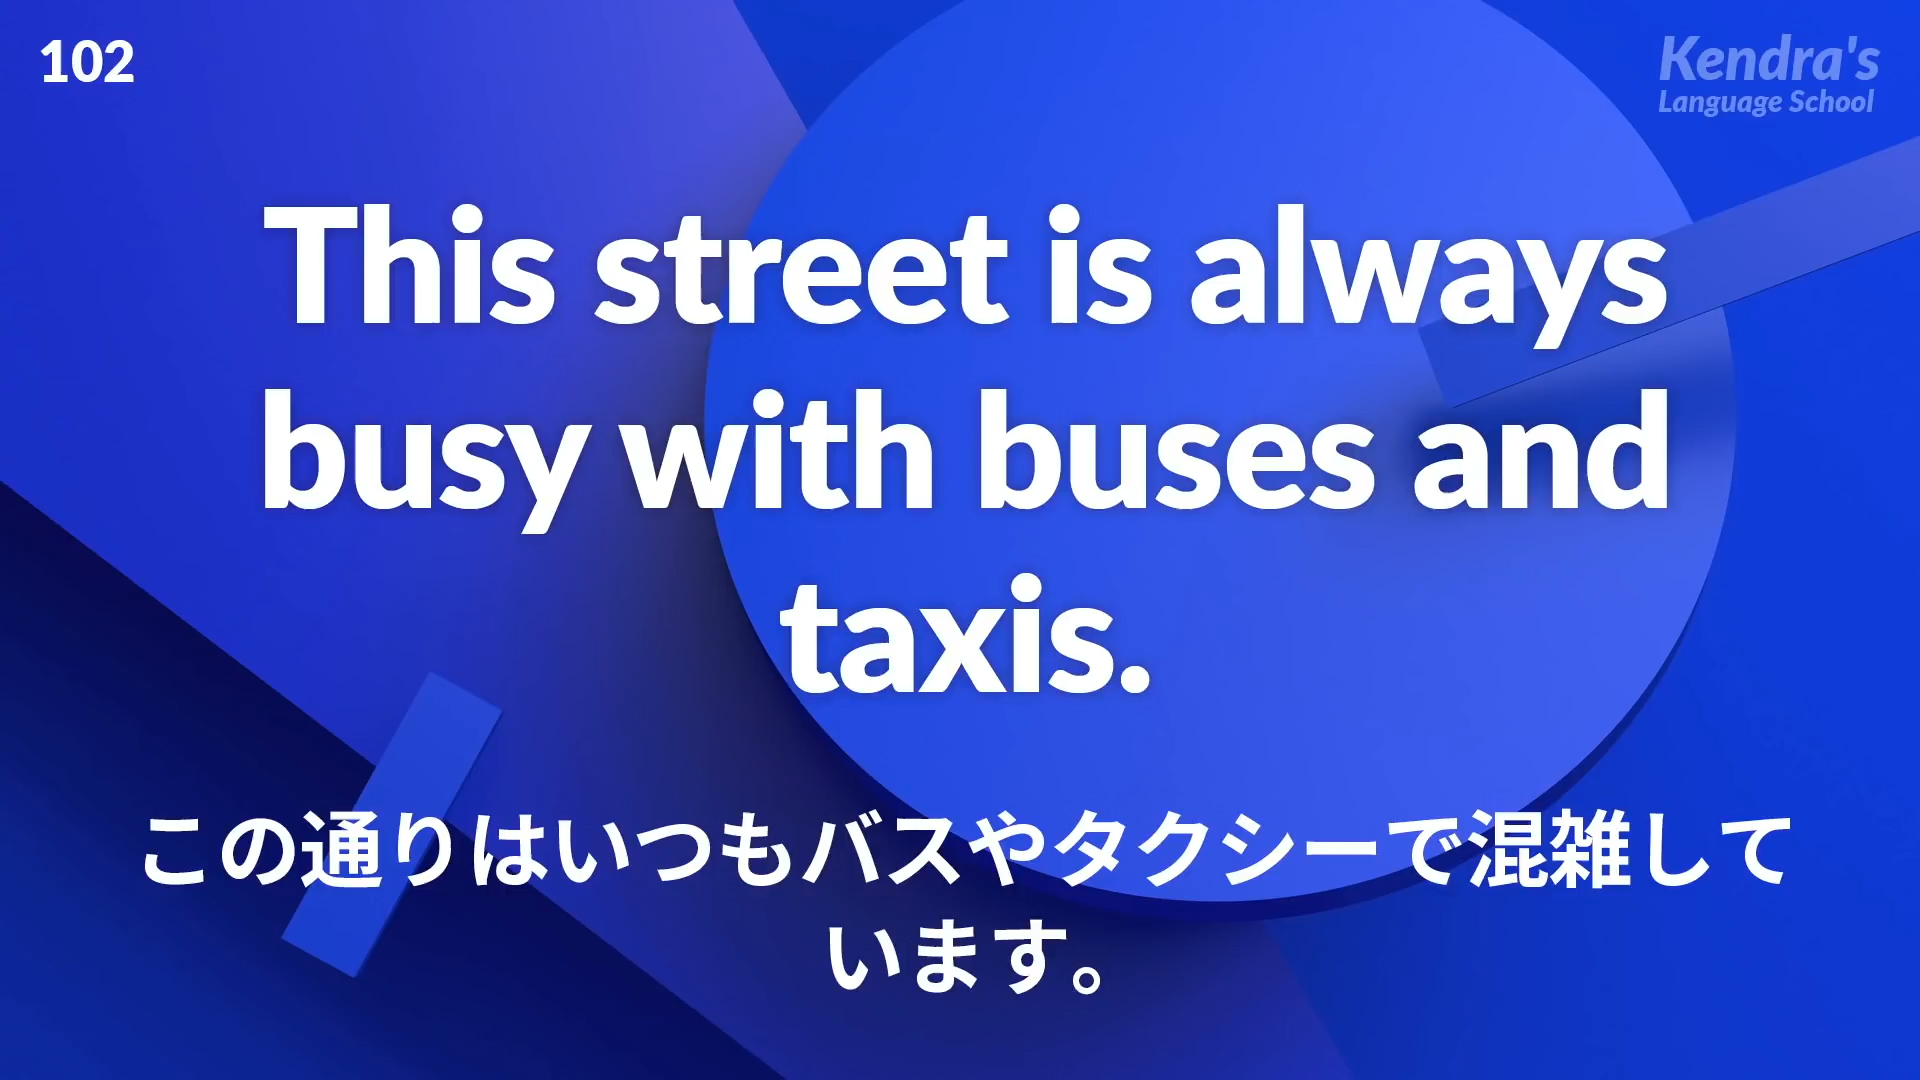 102
Kendra's
Language School
This street is always
busy with buses and
taxis.
この通りはいつもバスやタクシーで混雑して
います。